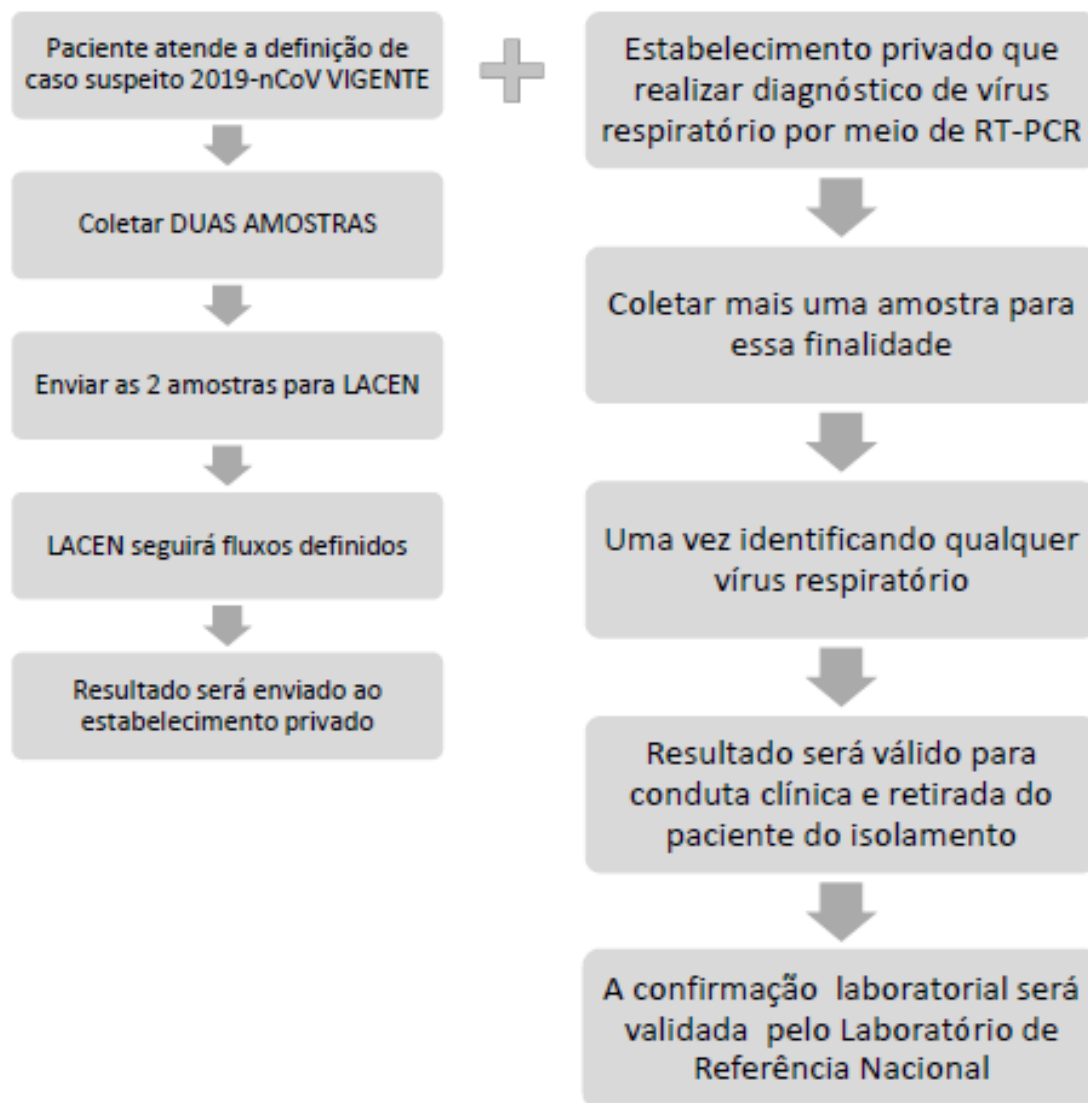 Paciente atende a definição de
caso suspeito 2019-nCoV VIGENTE
Coletar DUAS AMOSTRAS
Enviar as 2 amostras para LACEN
LACEN seguirá fluxos definidos
Resultado será enviado ao
estabelecimento privado
Estabelecimento privado que
realizar diagnóstico de vírus
respiratório por meio de RT-PCR
Coletar mais uma amostra para
essa finalidade
Uma vez identificando qualquer
vírus respiratório
Resultado será válido para
conduta clínica e retirada do
paciente do isolamento
A confirmação laboratorial será
validada pelo Laboratório de
Referência Nacional